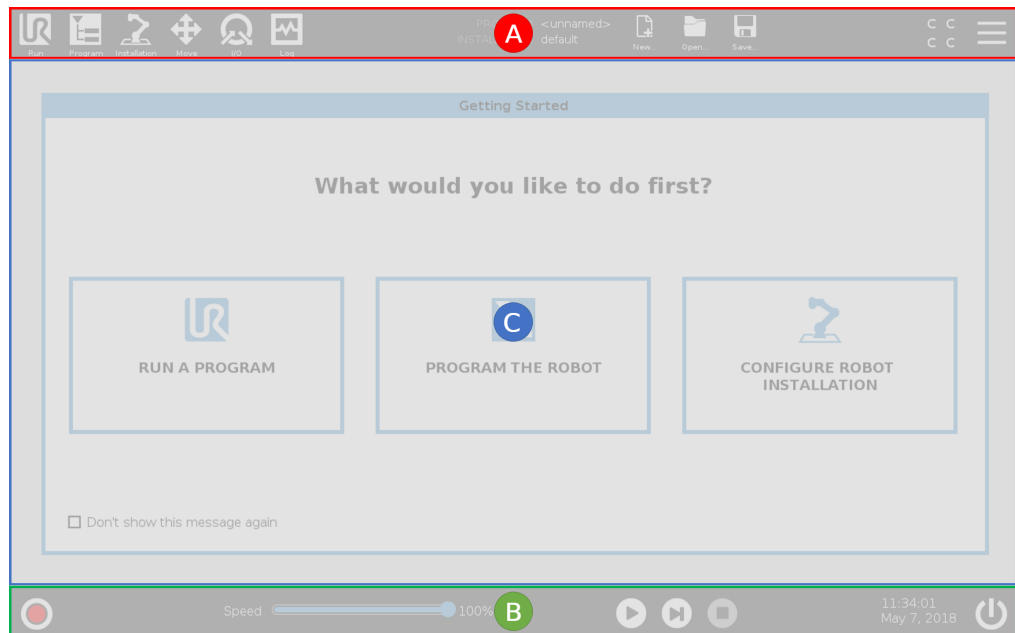 Run
Program
Installation
Move
I/O
Log
A
<unnamed>
default
New...
Open...
Save...
C C
C C
Getting Started
What would you like to do first?
RUN A PROGRAM
C
PROGRAM THE ROBOT
CONFIGURE ROBOT
INSTALLATION
Don't show this message again
Speed
100%
B
11:34:01
May 7, 2018